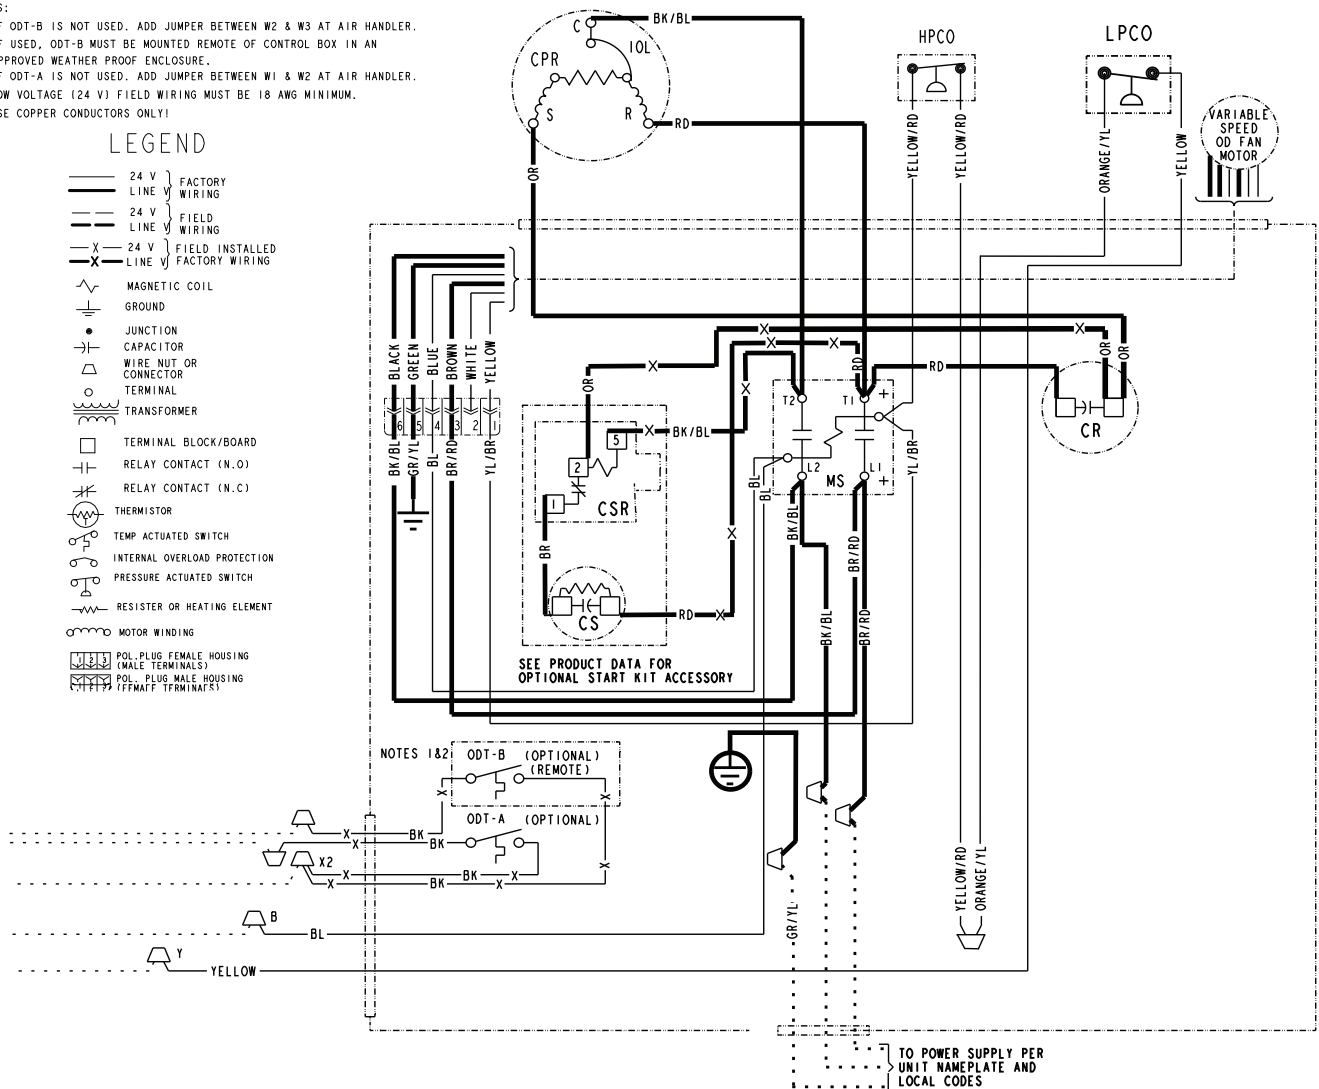 S:
F ODT-B IS NOT USED. ADD JUMPER BETWEEN W2 & W3 AT AIR HANDLER.
F USED, ODT-B MUST BE MOUNTED REMOTE OF CONTROL BOX IN AN
PPROVED WEATHER PROOF ENCLOSURE.
F ODT-A IS NOT USED. ADD JUMPER BETWEEN W1 & W2 AT AIR HANDLER.
OW VOLTAGE (24 V) FIELD WIRING MUST BE 18 AWG MINIMUM.
SE COPPER CONDUCTORS ONLY!
LEGEND
24 V
LINE V
FACTORY
WIRING
24 V
LINE V
FIELD
WIRING
X
24 V
X
LINE V
FIELD INSTALLED
FACTORY WIRING
MAGNETIC COIL
GROUND
JUNCTION
CAPACITOR
WIRE NUT OR
CONNECTOR
TERMINAL
TRANSFORMER
TERMINAL BLOCK/BOARD
RELAY CONTACT (N.O)
RELAY CONTACT (N.C)
THERMISTOR
TEMP ACTUATED SWITCH
INTERNAL OVERLOAD PROTECTION
PRESSURE ACTUATED SWITCH
RESISTER OR HEATING ELEMENT
MOTOR WINDING
1 2 3
POL.PLUG FEMALE HOUSING
(MALE TERMINALS)
POL. PLUG MALE HOUSING
(FEMALE TERMINALS)
C
BK/BL
IOL
CPR
S
R
RD
OR
HPCO
LPCO
YELLOW/RD
YELLOW/RD
ORANGE/YL
YELLOW
VARIABLE
SPEED
OD FAN
MOTOR
BLACK
GREEN
BLUE
BROWN
WHITE
YELLOW
6
5
4
3
2
1
BK/BL
GR/YL
BL
BR/RD
YL/BR
X
X
X
X
X
X
OR
RD
RD
OR
OR
CR
T2
T1
+
L2
L1
+
MS
YL/BR
5
X
BK/BL
2
1
CSR
BR
CS
RD
X
X
BL
BL
BK/BL
BR/RD
BK/BL
BR/RD
SEE PRODUCT DATA FOR
OPTIONAL START KIT ACCESSORY
NOTES 1&2
ODT-B
(OPTIONAL)
(REMOTE)
X
X
ODT-A
(OPTIONAL)
X
BK
X
BK
X2
X
BK
X
X
BK
X
X
B
BL
Y
YELLOW
GR/YL
YELLOW/RD
ORANGE/YL
TO POWER SUPPLY PER
UNIT NAMEPLATE AND
LOCAL CODES